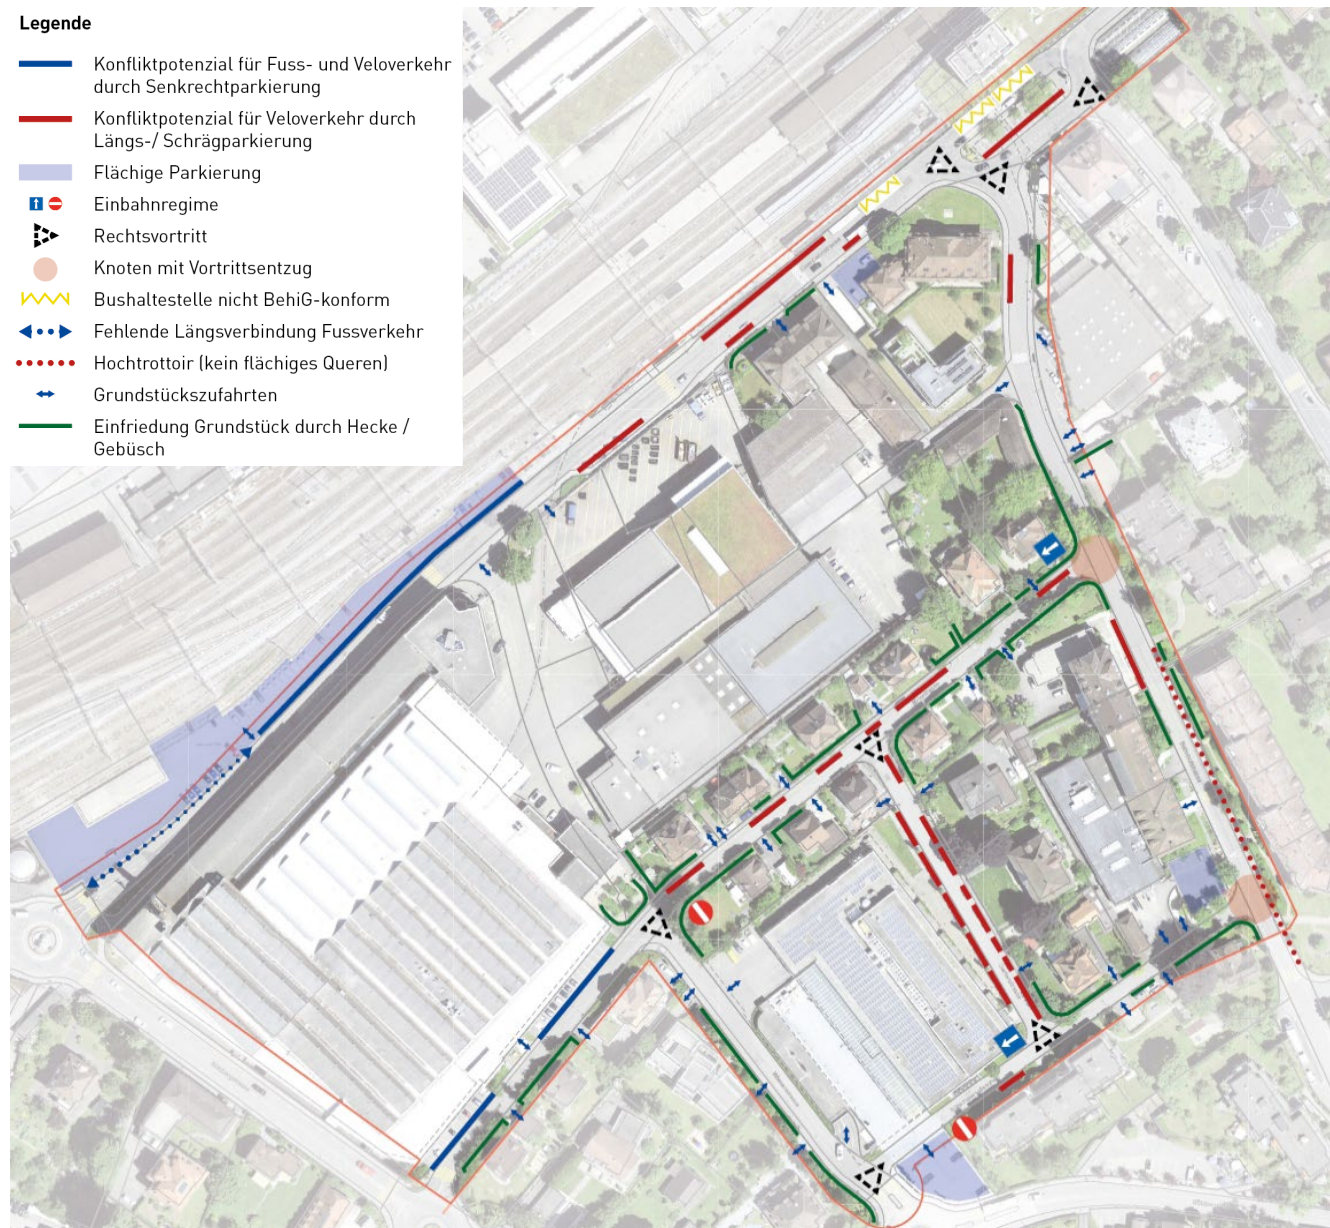 Legende
Konfliktpotenzial für Fuss- und Veloverkehr
durch Senkrechtparkierung
Konfliktpotenzial für Veloverkehr durch
Längs-/ Schrägparkierung
Flächige Parkierung
Einbahnregime
Rechtsvortritt
Knoten mit Vortrittsentzug
Bushaltestelle nicht BehiG-konform
Fehlende Längsverbindung Fussverkehr
Hochtrottoir (kein flächiges Queren)
Grundstückszufahrten
Einfriedung Grundstück durch Hecke /
Gebüsch